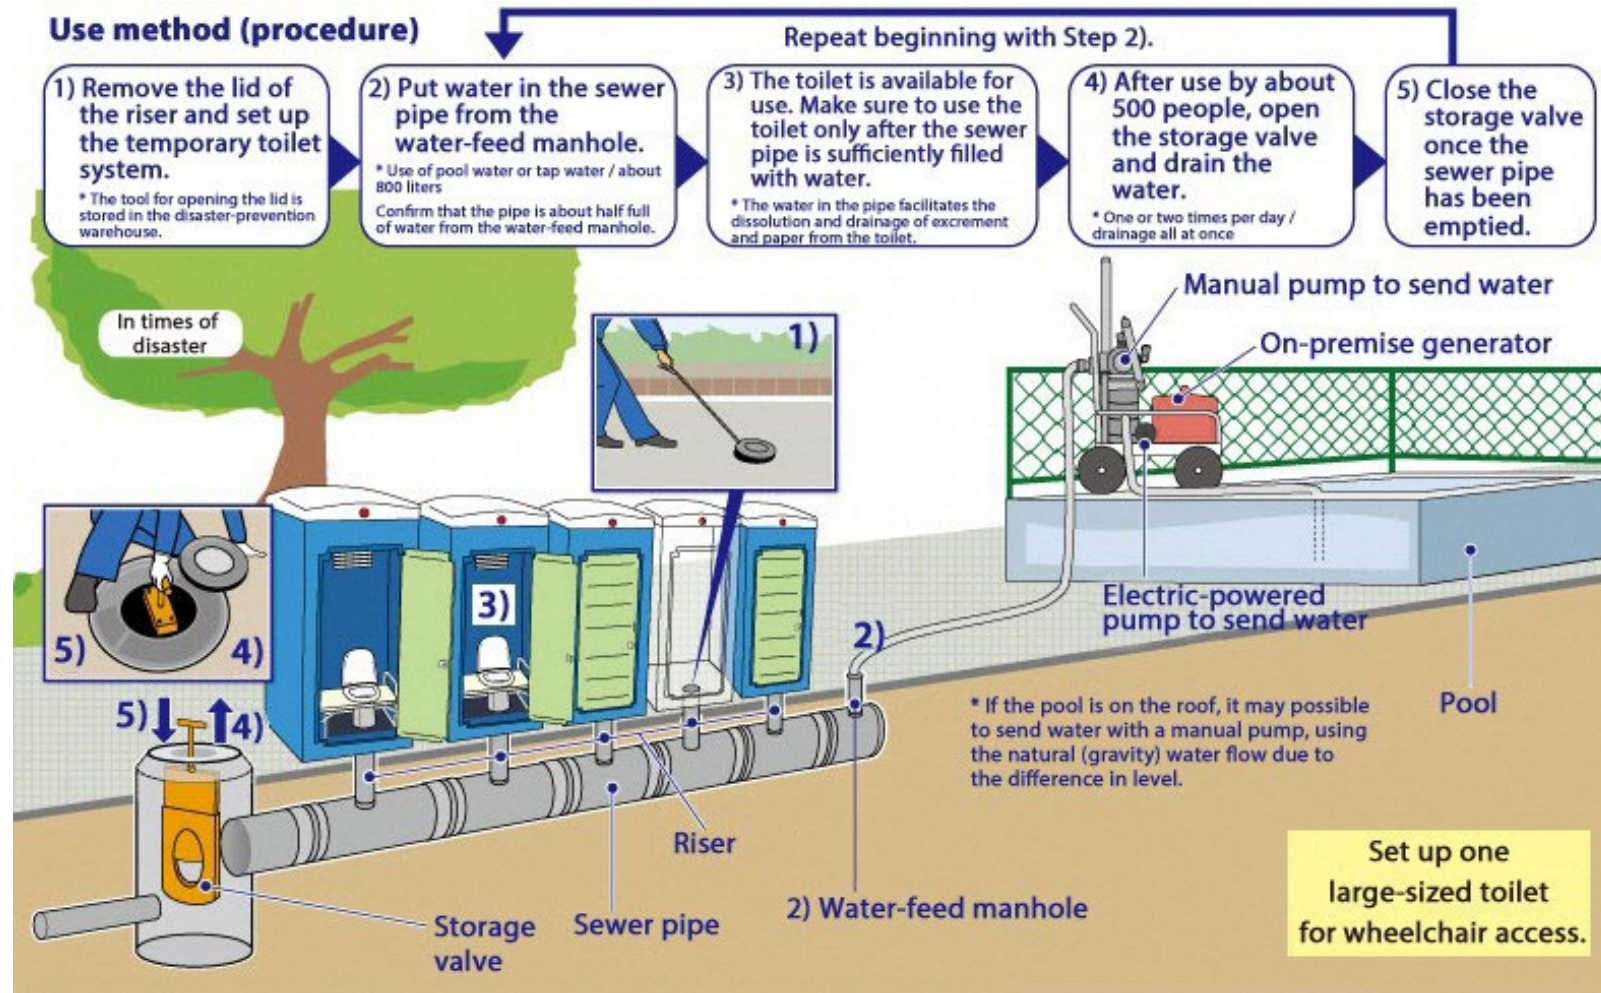 Use method (procedure)
Repeat beginning with Step 2).
1) Remove the lid of
the riser and set up
the temporary toilet
system.
* The tool for opening the lid is
stored in the disaster-prevention
warehouse.
2) Put water in the sewer
pipe from the
water-feed manhole.
* Use of pool water or tap water / about
800 liters
Confirm that the pipe is about half full
of water from the water-feed manhole.
3) The toilet is available for
use. Make sure to use the
toilet only after the sewer
pipe is sufficiently filled
with water.
* The water in the pipe facilitates the
dissolution and drainage of excrement
and paper from the toilet.
4) After use by about
500 people, open
the storage valve
and drain the
water.
* One or two times per day /
drainage all at once
5) Close the
storage valve
once the
sewer pipe
has been
emptied.
In times of
disaster
1)
Manual pump to send water
On-premise generator
Electric-powered
pump to send water
Pool
3)
5)
4)
5)
4)
2)
* If the pool is on the roof, it may possible
to send water with a manual pump, using
the natural (gravity) water flow due to
the difference in level.
Riser
Storage
valve
Sewer pipe
2) Water-feed manhole
Set up one
large-sized toilet
for wheelchair access.